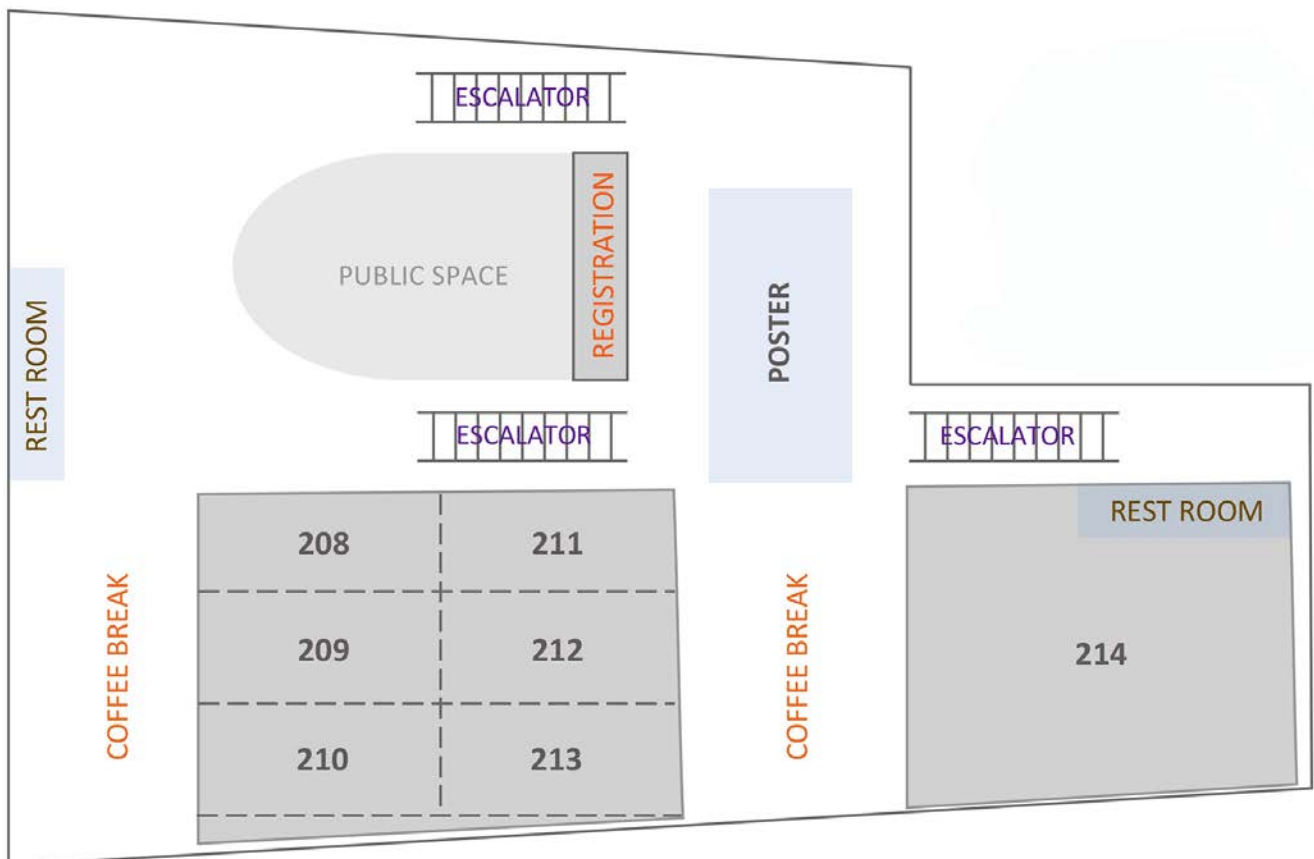 ESCALATOR
PUBLIC SPACE
REGISTRATION
POSTER
REST ROOM
ESCALATOR
ESCALATOR
208
211
REST ROOM
COFFEE BREAK
209
212
COFFEE BREAK
214
210
213